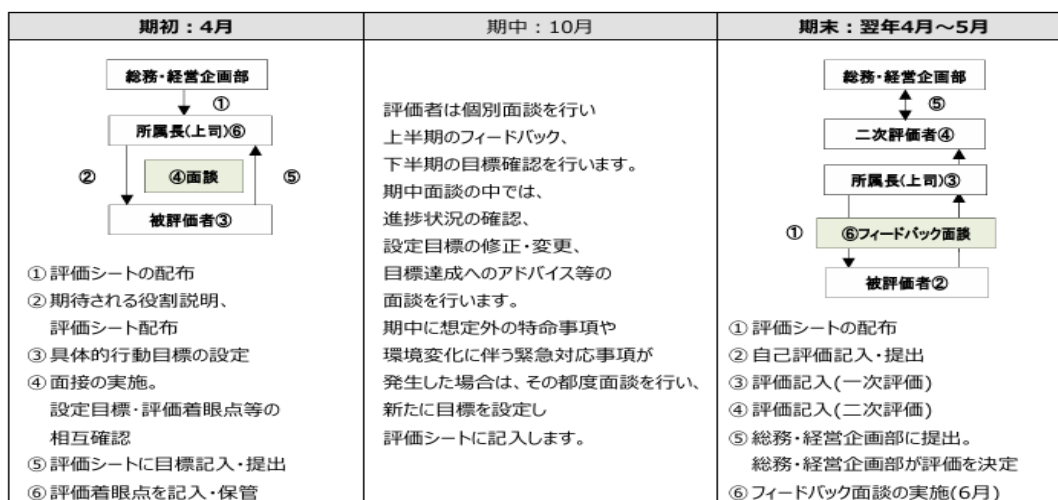 期初：4月
総務・経営企画部
①
所属長(上司)⑥
②
④面談
⑤
被評価者③
①評価シートの配布
②期待される役割説明、
評価シート配布
③具体的行動目標の設定
④面接の実施。
設定目標・評価着眼点等の
相互確認
⑤評価シートに目標記入・提出
⑥評価着眼点を記入・保管
期中：10月
評価者は個別面談を行い
上半期のフィードバック、
下半期の目標確認を行います。
期中面談の中では、
進捗状況の確認、
設定目標の修正・変更、
目標達成へのアドバイス等の
面談を行います。
期中に想定外の特命事項や
環境変化に伴う緊急対応事項が
発生した場合は、その都度面談を行い、
新たに目標を設定し
評価シートに記入します。
期末：翌年4月～5月
総務・経営企画部
⑤
二次評価者④
所属長(上司)③
①
⑥フィードバック面談
被評価者②
①評価シートの配布
②自己評価記入・提出
③評価記入(一次評価)
④評価記入(二次評価)
⑤総務・経営企画部に提出。
総務・経営企画部が評価を決定
⑥フィードバック面談の実施(6月)